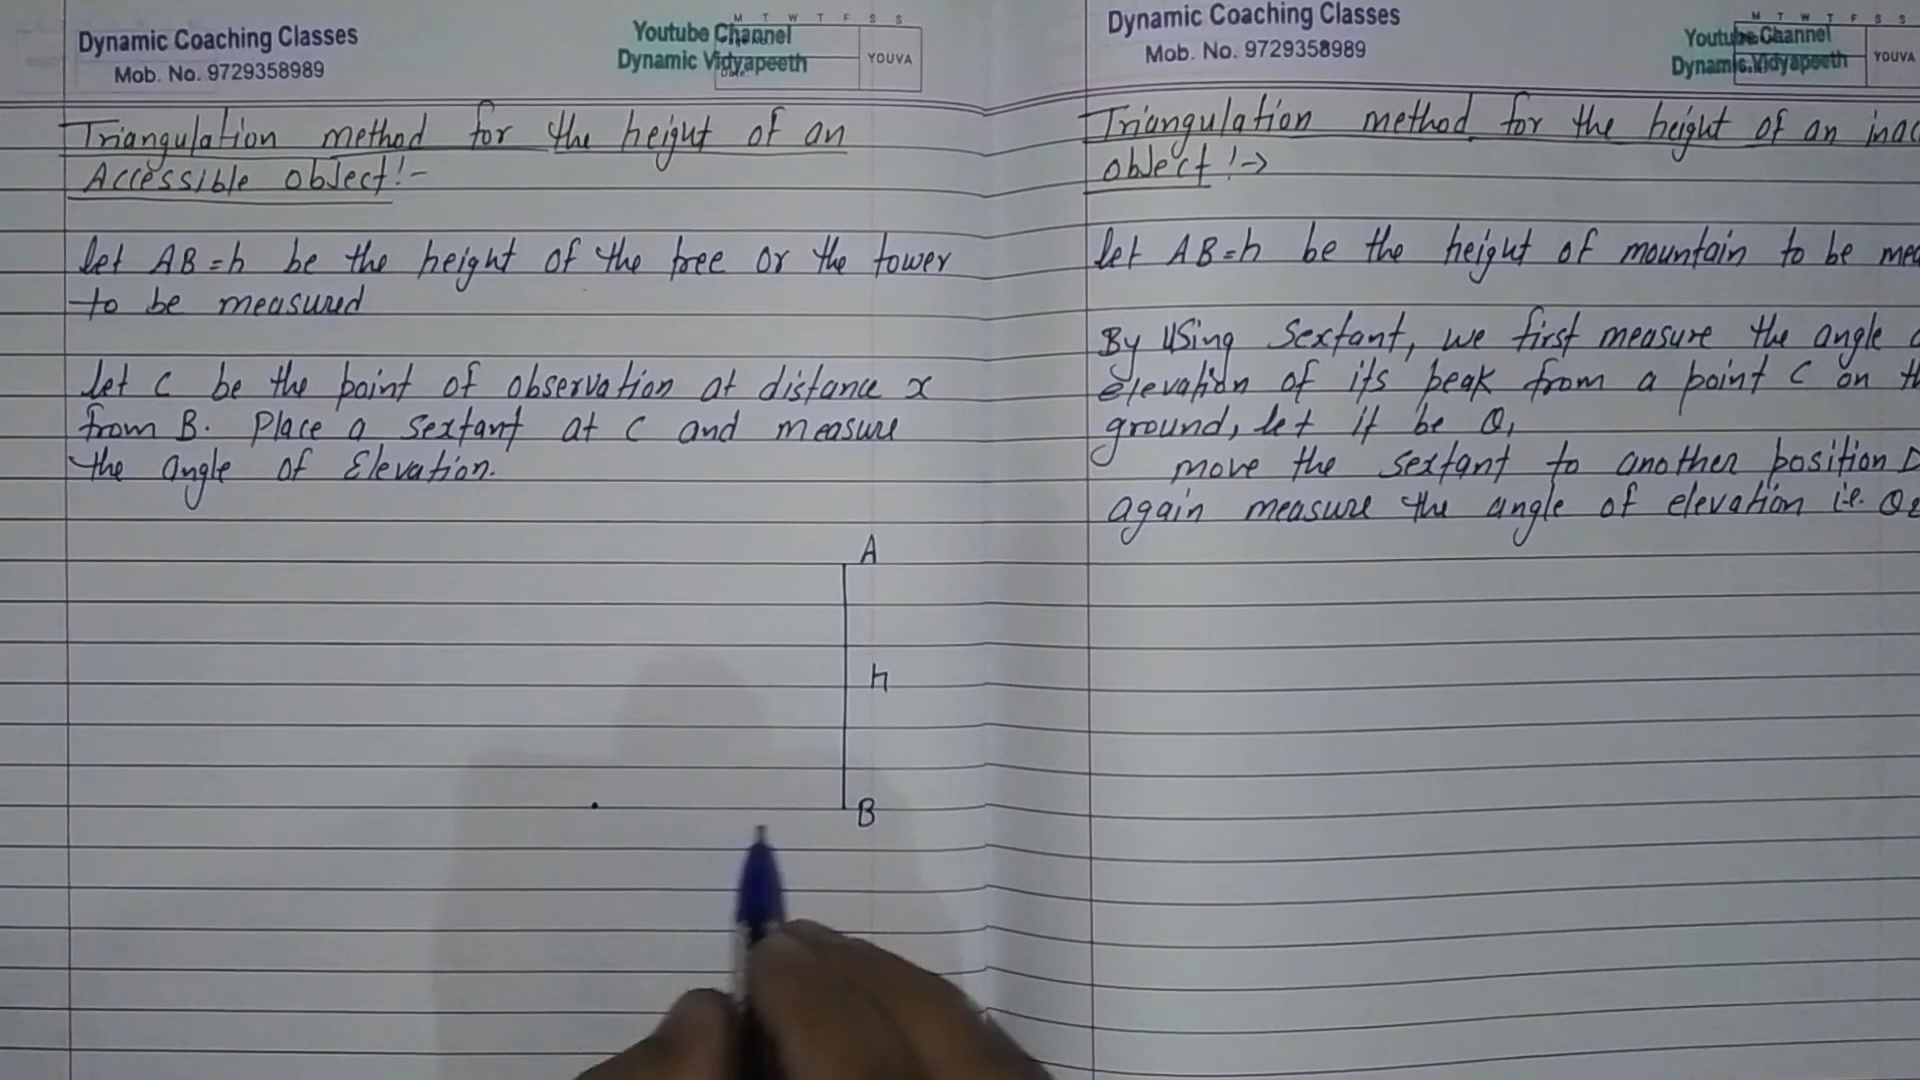 Dynamic Coaching Classes
Mob. No. 9729358989
Youtube Channel
Dynamic Vidyapeeth
M T W T F S S
YOUVA
Triangulation method for the height of an
Accessible object:-
let AB=h be the height of the tree or the tower
to be measured
let C be the point of observation at distance x
from B. Place a sextant at C and measure
the angle of Elevation.
A
h
B
Dynamic Coaching Classes
Mob. No. 9729358989
Youtube Channel
Dynamic Vidyapeeth
M T W T F S S
YOUVA
Triangulation method for the height of an
object:->
let AB=h be the height of mountain to be
By Using Sextant, we first measure the angle
elevation of its peak from a point C on
ground, let it be θ1
move the sextant to another position D
again measure the angle of elevation i.e. θ2